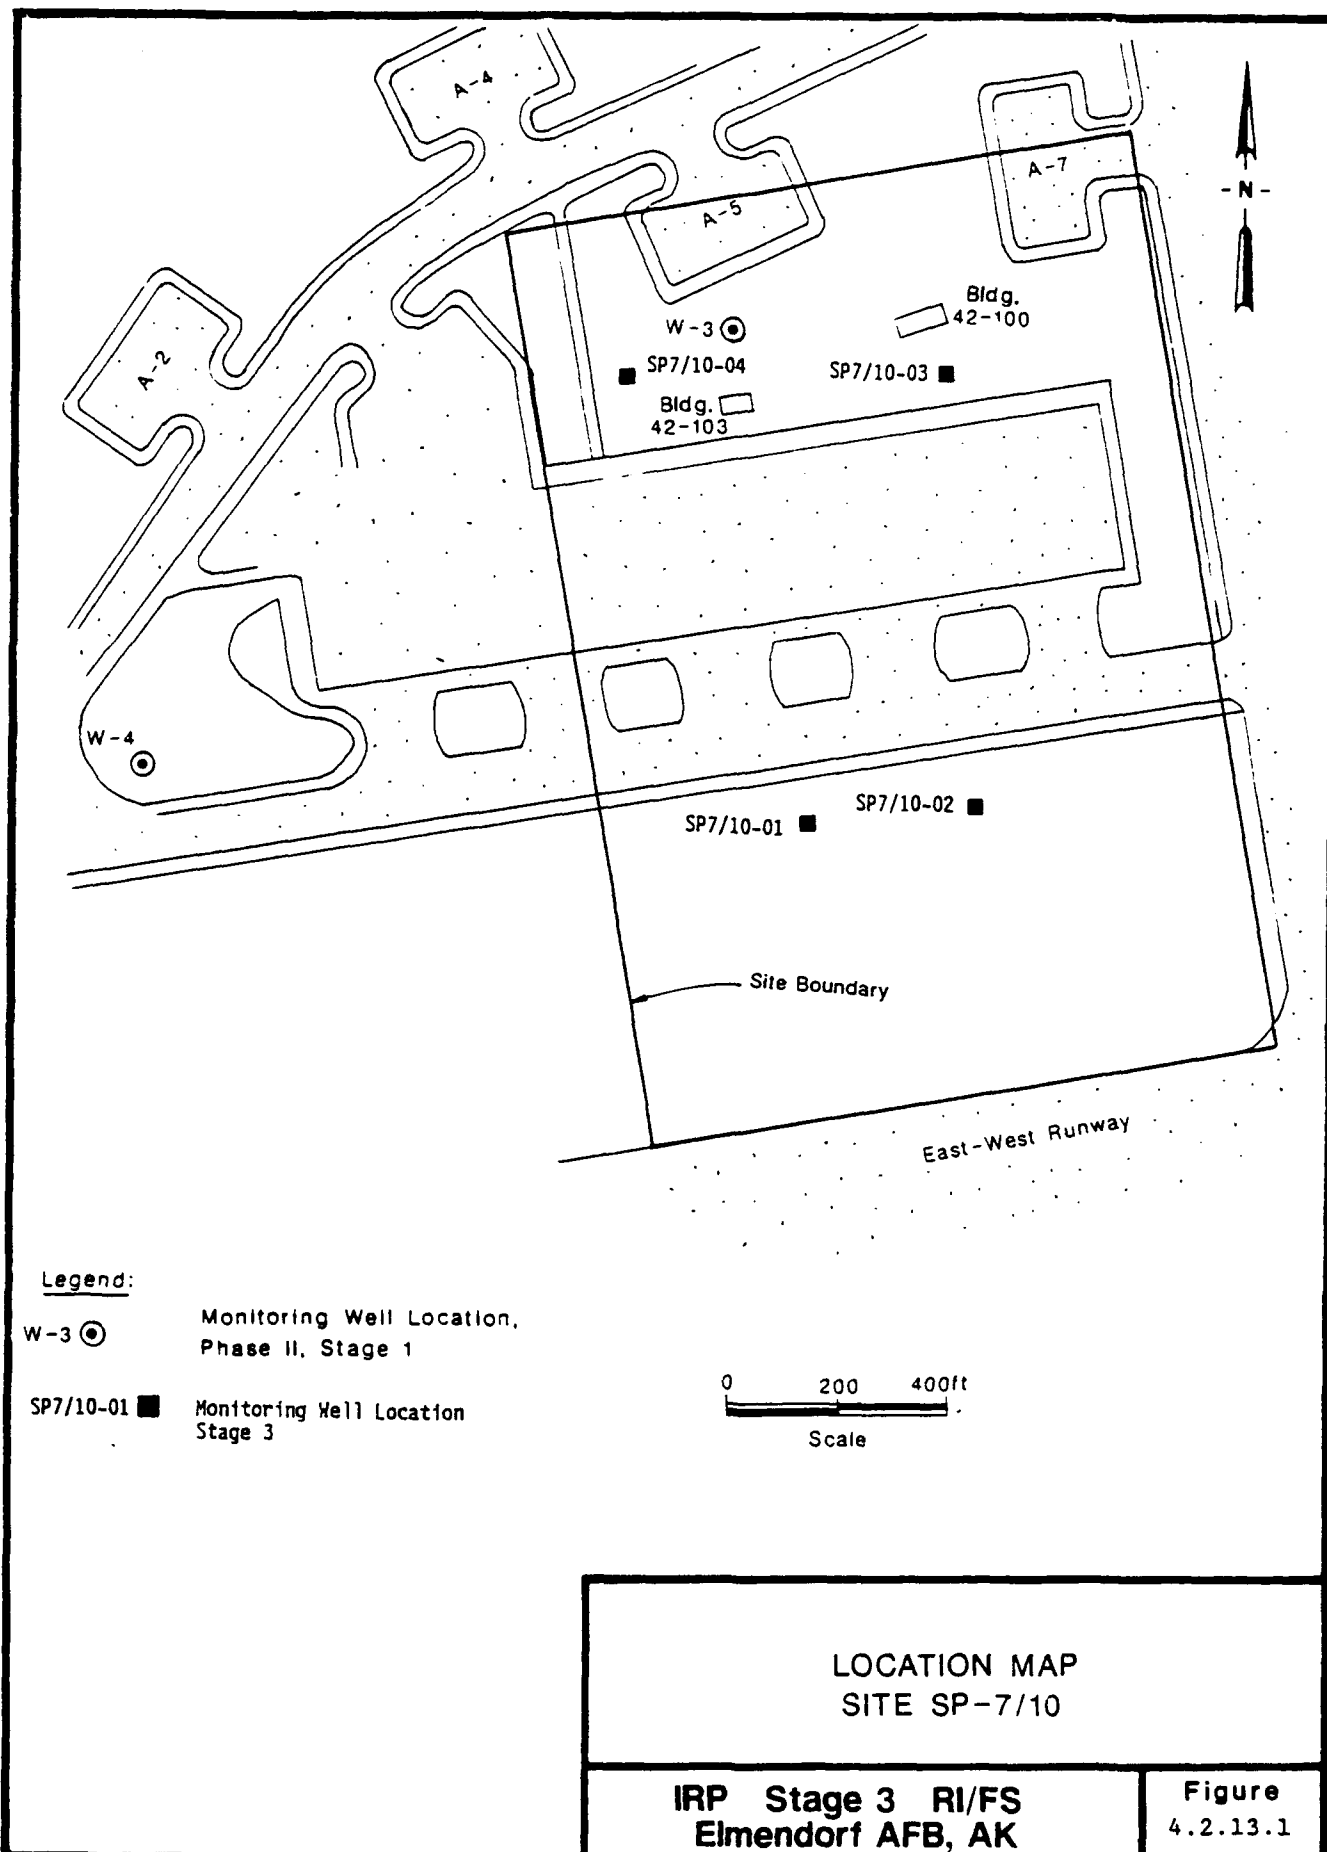 A-4
A-7
- N -
A-5
A-2
Bldg.
42-100
W-3
SP7/10-04
SP7/10-03
Bldg.
42-103
W-4
SP7/10-02
SP7/10-01
Site Boundary
East-West Runway
Legend:
W-3
Monitoring Well Location,
Phase II, Stage 1
SP7/10-01
Monitoring Well Location
Stage 3
0 200 400ft
Scale
LOCATION MAP
SITE SP-7/10
IRP Stage 3 RI/FS
Elmendorf AFB, AK
Figure
4.2.13.1